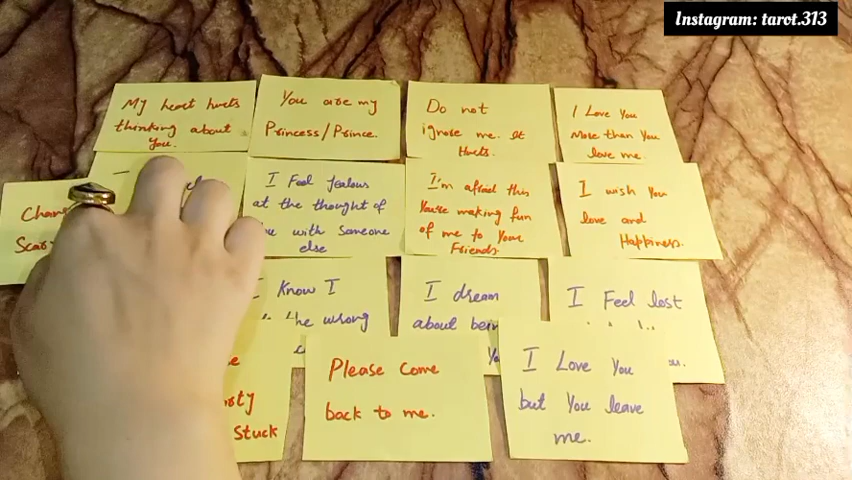 Instagram: tarot.313
My heart hurts
thinking about
you.
You are my
Princess/Prince.
Do not
ignore me. It
Hurts.
I Love You
More than You
love me.
I Feel Jealous
at the thought of
with someone
else
I'm afraid this
You're making fun
of me to Your
Friends.
I wish you
love and
Happiness.
Know I
the wrong
I dream
about
I Feel lost
Stuck
Please come
back to me.
I Love You
but You leave
me.